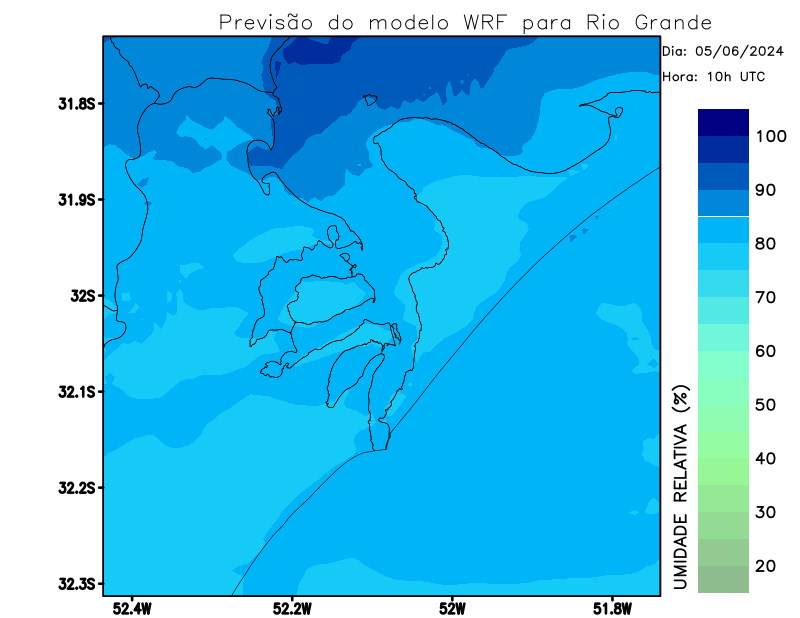 Previsão do modelo WRF para Rio Grande
Dia: 05/06/2024
Hora: 10h UTC
31.8S
31.9S
32S
32.1S
32.2S
32.3S
52.4W
52.2W
52W
51.8W
100
90
80
70
60
50
40
30
20
UMIDADE RELATIVA (%)